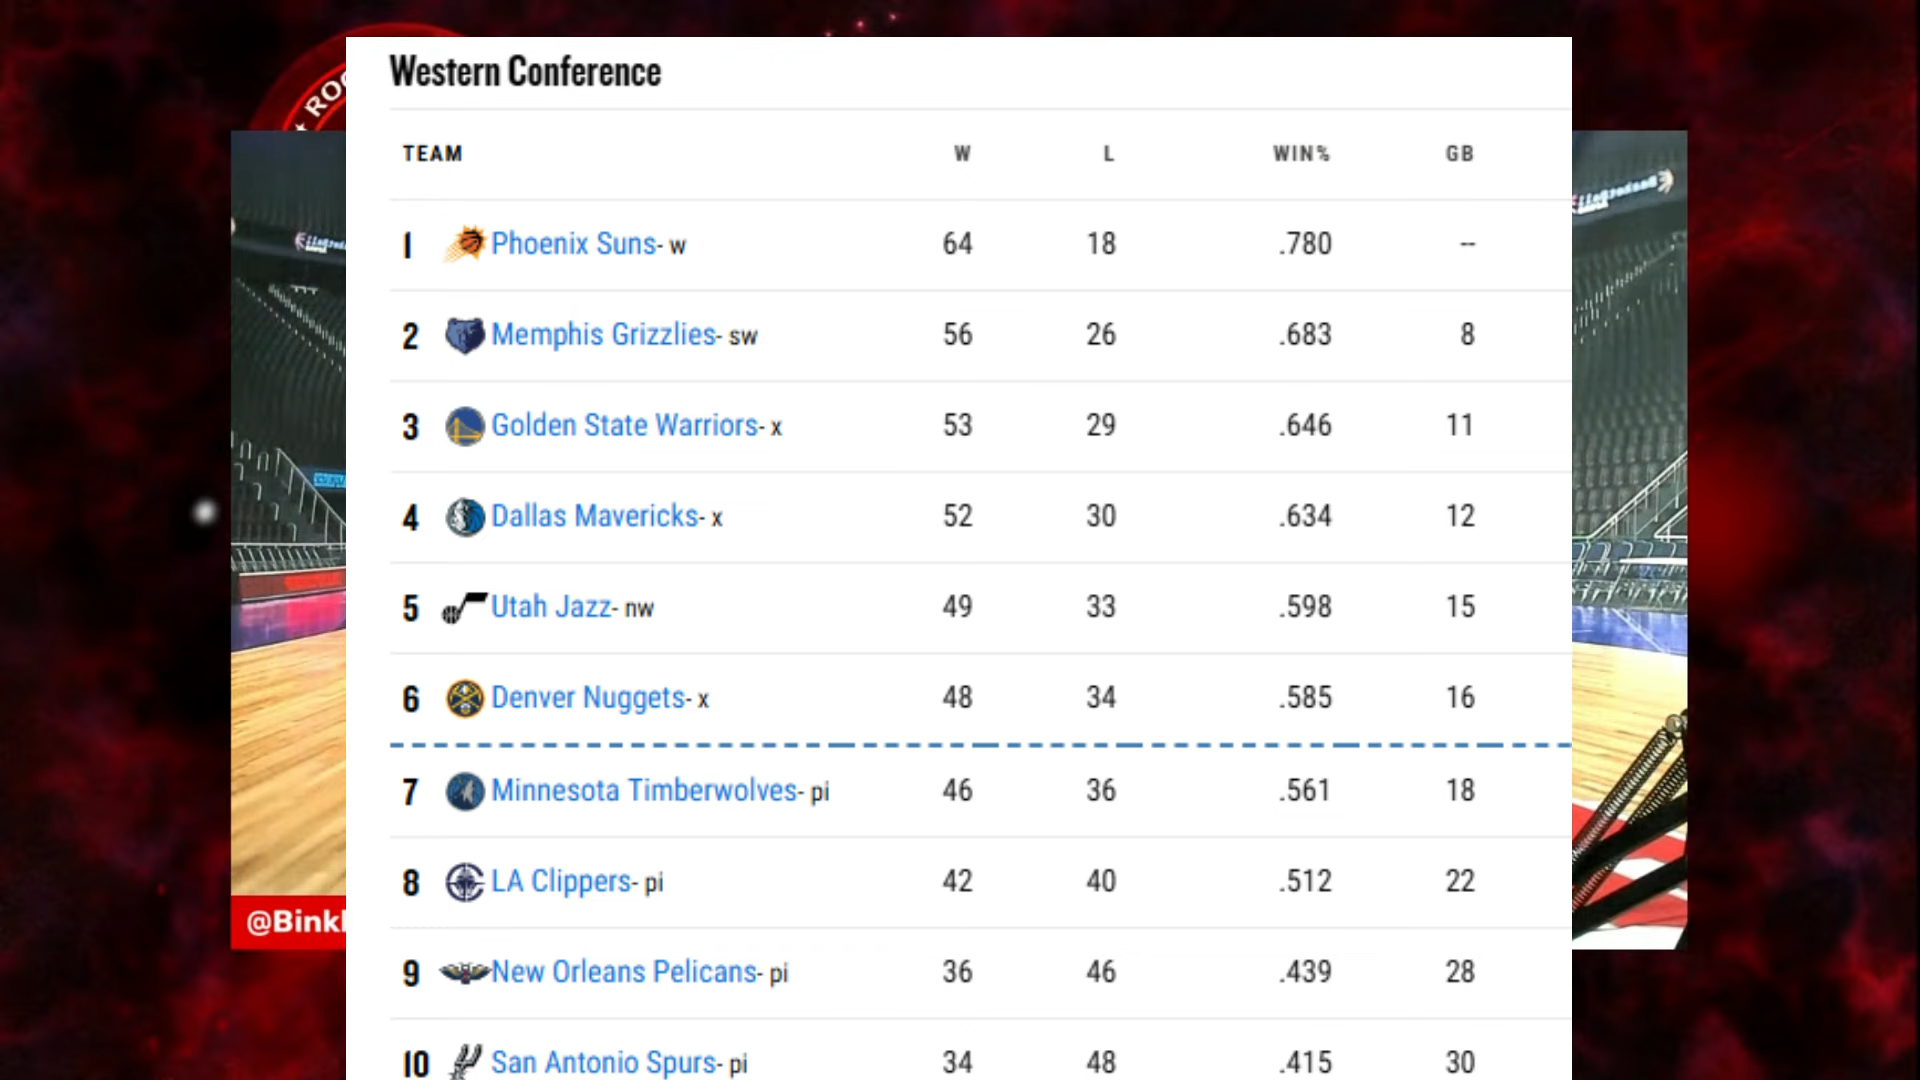 Western Conference
TEAM W L WIN% GB
1 Phoenix Suns- w 64 18 .780 --
2 Memphis Grizzlies- sw 56 26 .683 8
3 Golden State Warriors- x 53 29 .646 11
4 Dallas Mavericks- x 52 30 .634 12
5 Utah Jazz- nw 49 33 .598 15
6 Denver Nuggets- x 48 34 .585 16
7 Minnesota Timberwolves- pi 46 36 .561 18
8 LA Clippers- pi 42 40 .512 22
9 New Orleans Pelicans- pi 36 46 .439 28
10 San Antonio Spurs- pi 34 48 .415 30